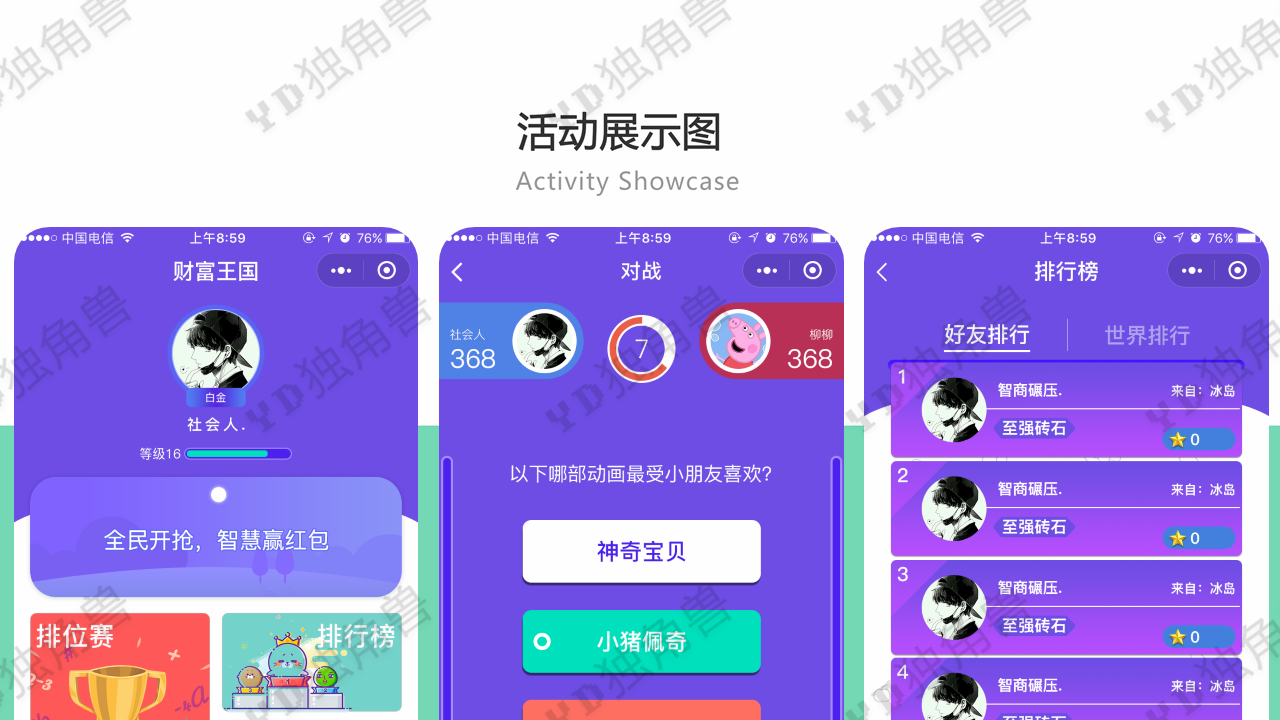 活动展示图
Activity Showcase
中国电信 上午8:59 76%
财富王国
白金
社会人.
等级16
全民开抢，智慧赢红包
排位赛
排行榜
中国电信 上午8:59 76%
对战
社会人
368
7
柳柳
368
以下哪部动画最受小朋友喜欢?
神奇宝贝
小猪佩奇
中国电信 上午8:59 76%
排行榜
好友排行 世界排行
1
智商碾压. 来自：冰岛
至强砖石
0
2
智商碾压. 来自：冰岛
至强砖石
0
3
智商碾压. 来自：冰岛
至强砖石
0
4
智商碾压. 来自：冰岛
至强砖石
YD独角兽